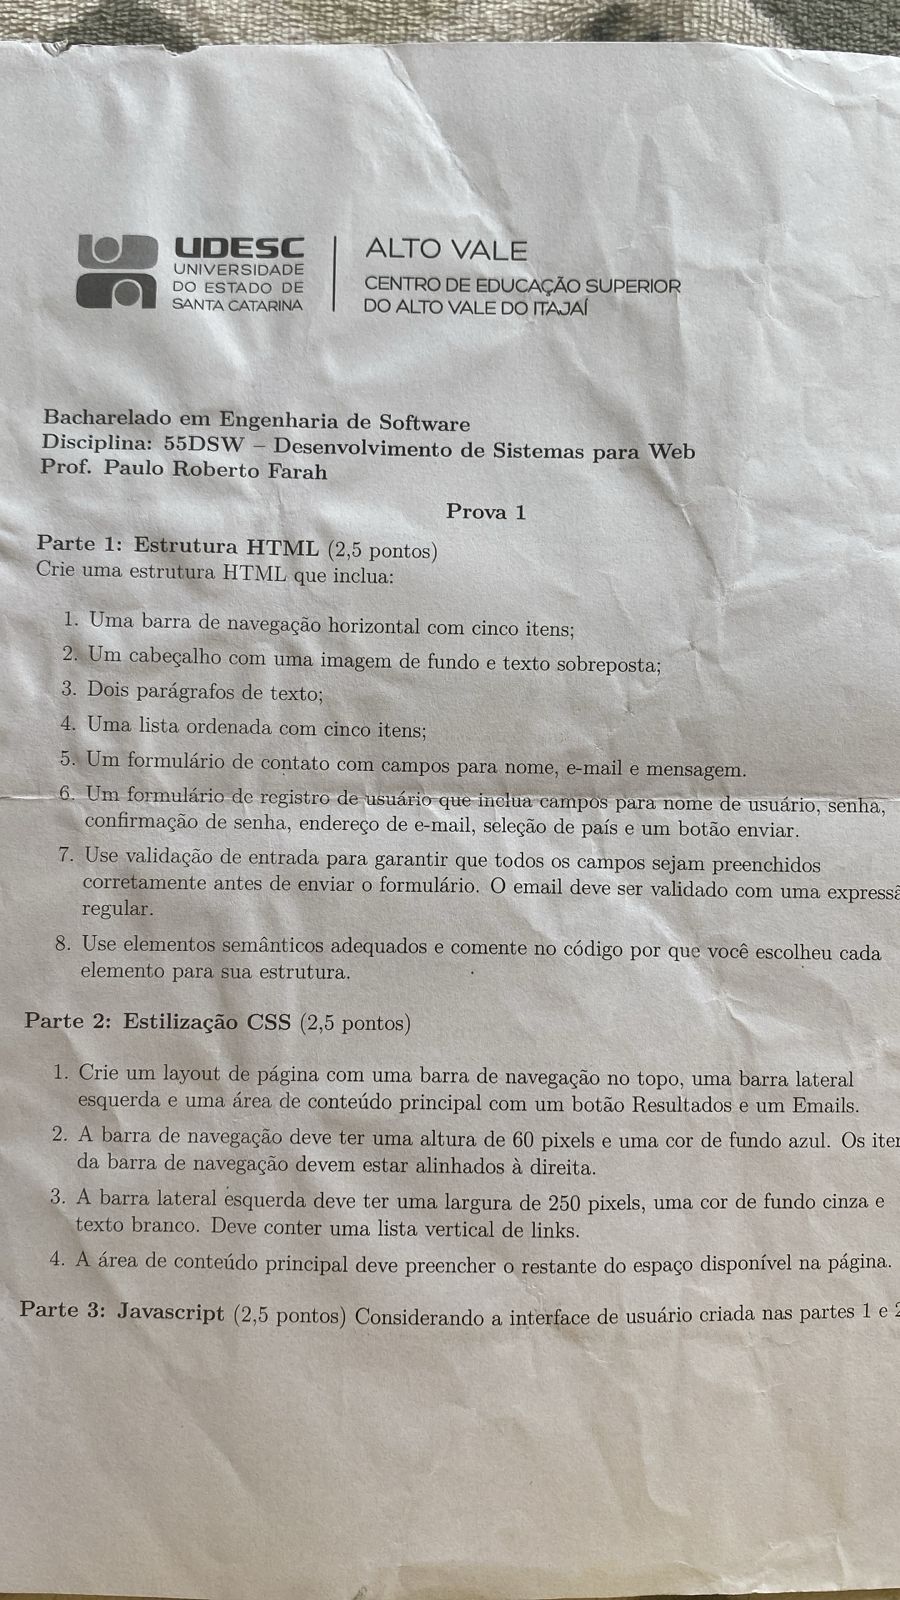 UDESC
UNIVERSIDADE
DO ESTADO DE
SANTA CATARINA
ALTO VALE
CENTRO DE EDUCAÇÃO SUPERIOR
DO ALTO VALE DO ITAJAÍ
Bacharelado em Engenharia de Software
Disciplina: 55DSW – Desenvolvimento de Sistemas para Web
Prof. Paulo Roberto Farah
Prova 1
Parte 1: Estrutura HTML (2,5 pontos)
Crie uma estrutura HTML que inclua:
1. Uma barra de navegação horizontal com cinco itens;
2. Um cabeçalho com uma imagem de fundo e texto sobreposta;
3. Dois parágrafos de texto;
4. Uma lista ordenada com cinco itens;
5. Um formulário de contato com campos para nome, e-mail e mensagem.
6. Um formulário de registro de usuário que inclua campos para nome de usuário, senha,
confirmação de senha, endereço de e-mail, seleção de país e um botão enviar.
7. Use validação de entrada para garantir que todos os campos sejam preenchidos
corretamente antes de enviar o formulário. O email deve ser validado com uma expressã
regular.
8. Use elementos semânticos adequados e comente no código por que você escolheu cada
elemento para sua estrutura.
Parte 2: Estilização CSS (2,5 pontos)
1. Crie um layout de página com uma barra de navegação no topo, uma barra lateral
esquerda e uma área de conteúdo principal com um botão Resultados e um Emails.
2. A barra de navegação deve ter uma altura de 60 pixels e uma cor de fundo azul. Os iten
da barra de navegação devem estar alinhados à direita.
3. A barra lateral esquerda deve ter uma largura de 250 pixels, uma cor de fundo cinza e
texto branco. Deve conter uma lista vertical de links.
4. A área de conteúdo principal deve preencher o restante do espaço disponível na página.
Parte 3: Javascript (2,5 pontos) Considerando a interface de usuário criada nas partes 1 e 2